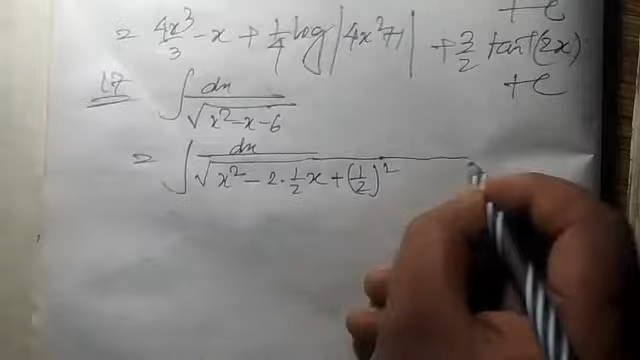 +c
= 4x³/3 - x + 1/4 log |4x²+1| + 3/2 tan⁻¹(2x)
+c
17 ∫ dx/√(x²-x-6)
= ∫ dx/√(x² - 2·1/2x + (1/2)²